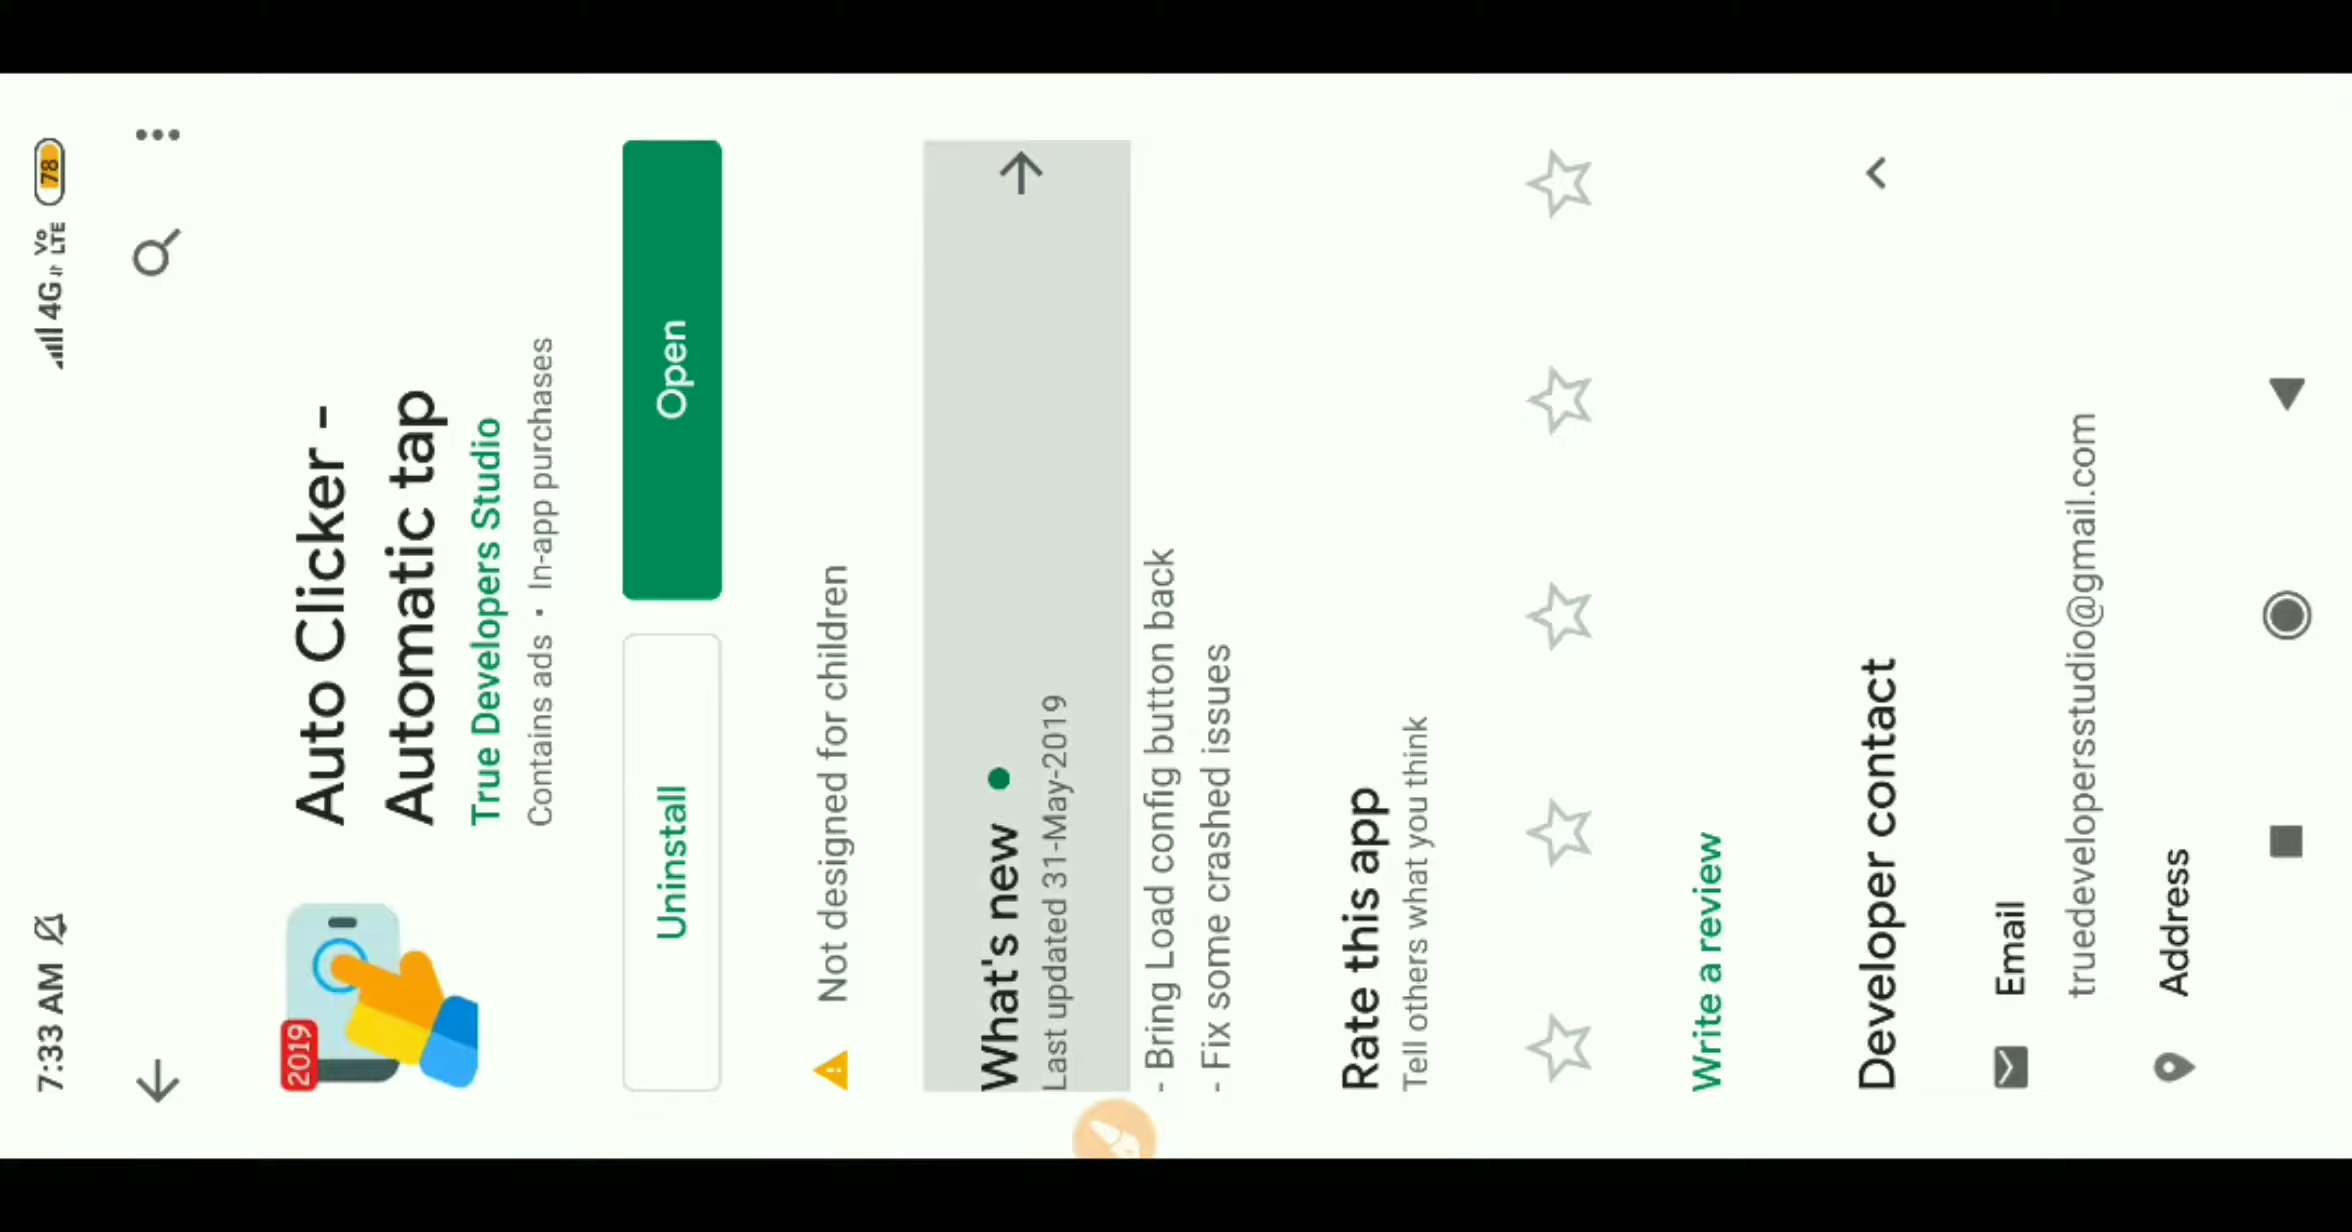 7:33 AM
4G Vo LTE 78
2019
Auto Clicker -
Automatic tap
True Developers Studio
Contains ads • In-app purchases
Uninstall
Open
Not designed for children
What's new •
Last updated 31-May-2019
- Bring Load config button back
- Fix some crashed issues
Rate this app
Tell others what you think
Write a review
Developer contact
Email
truedevelopersstudio@gmail.com
Address